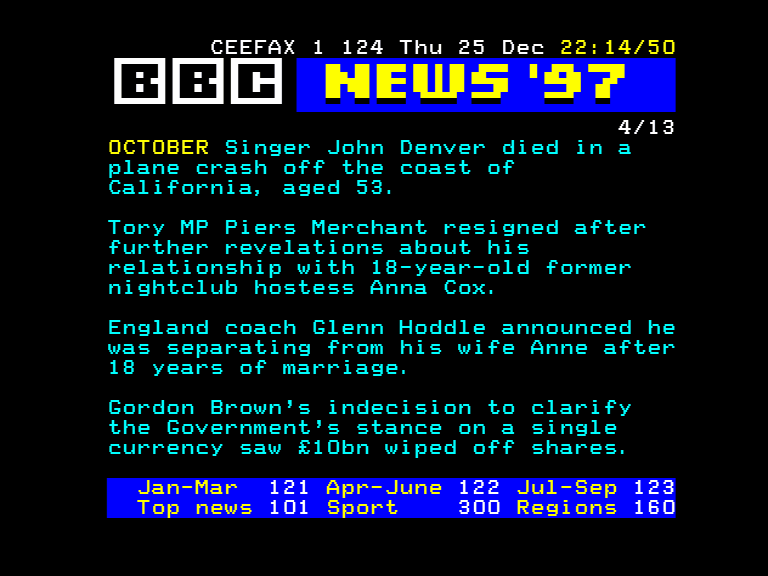 CEEFAX 1 124 Thu 25 Dec 22:14/50
BBC NEWS '97
4/13
OCTOBER Singer John Denver died in a
plane crash off the coast of
California, aged 53.
Tory MP Piers Merchant resigned after
further revelations about his
relationship with 18-year-old former
nightclub hostess Anna Cox.
England coach Glenn Hoddle announced he
was separating from his wife Anne after
18 years of marriage.
Gordon Brown's indecision to clarify
the Government's stance on a single
currency saw £10bn wiped off shares.
Jan-Mar 121 Apr-June 122 Jul-Sep 123
Top news 101 Sport 300 Regions 160